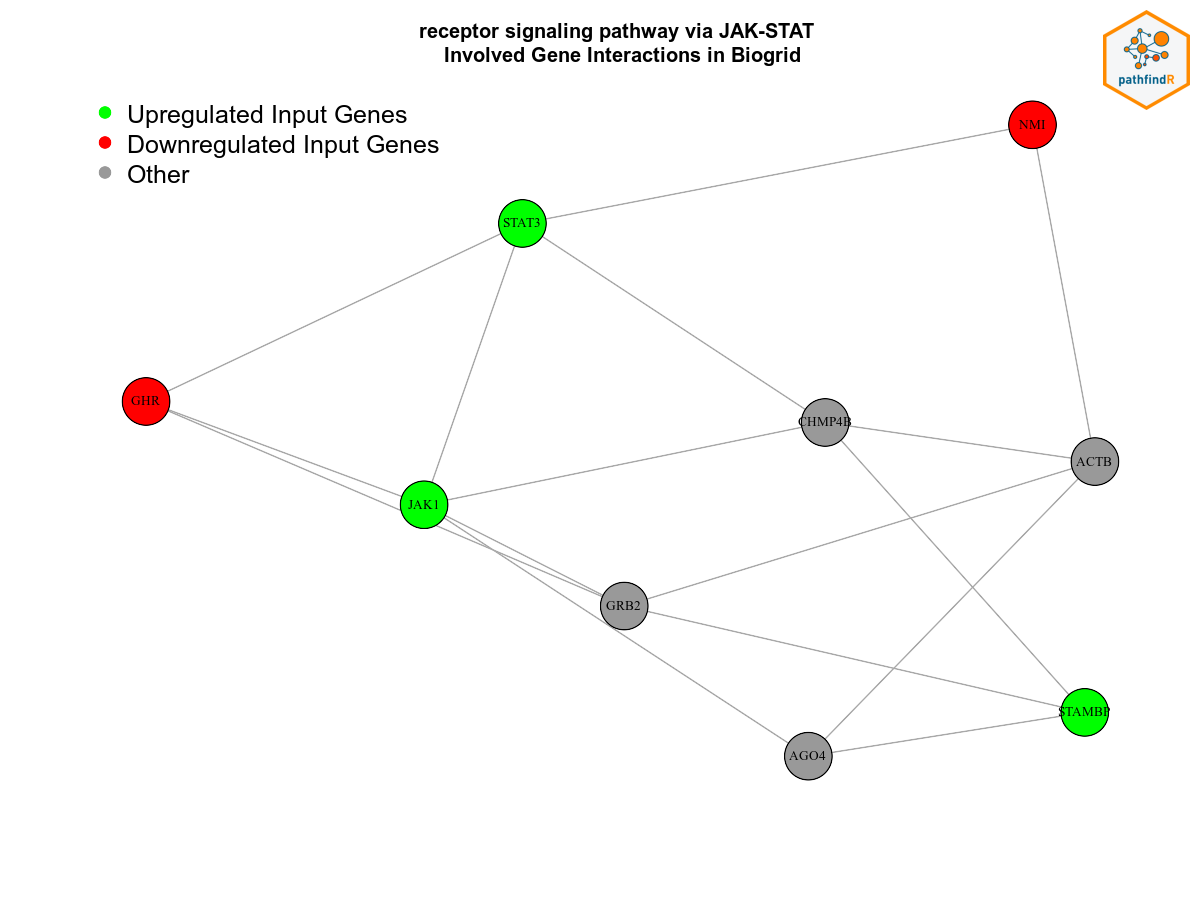 receptor signaling pathway via JAK-STAT
Involved Gene Interactions in Biogrid
pathfindR
Upregulated Input Genes
Downregulated Input Genes
Other
NMI
STAT3
GHR
CHMP4B
ACTB
JAK1
GRB2
STAMBP
AGO4